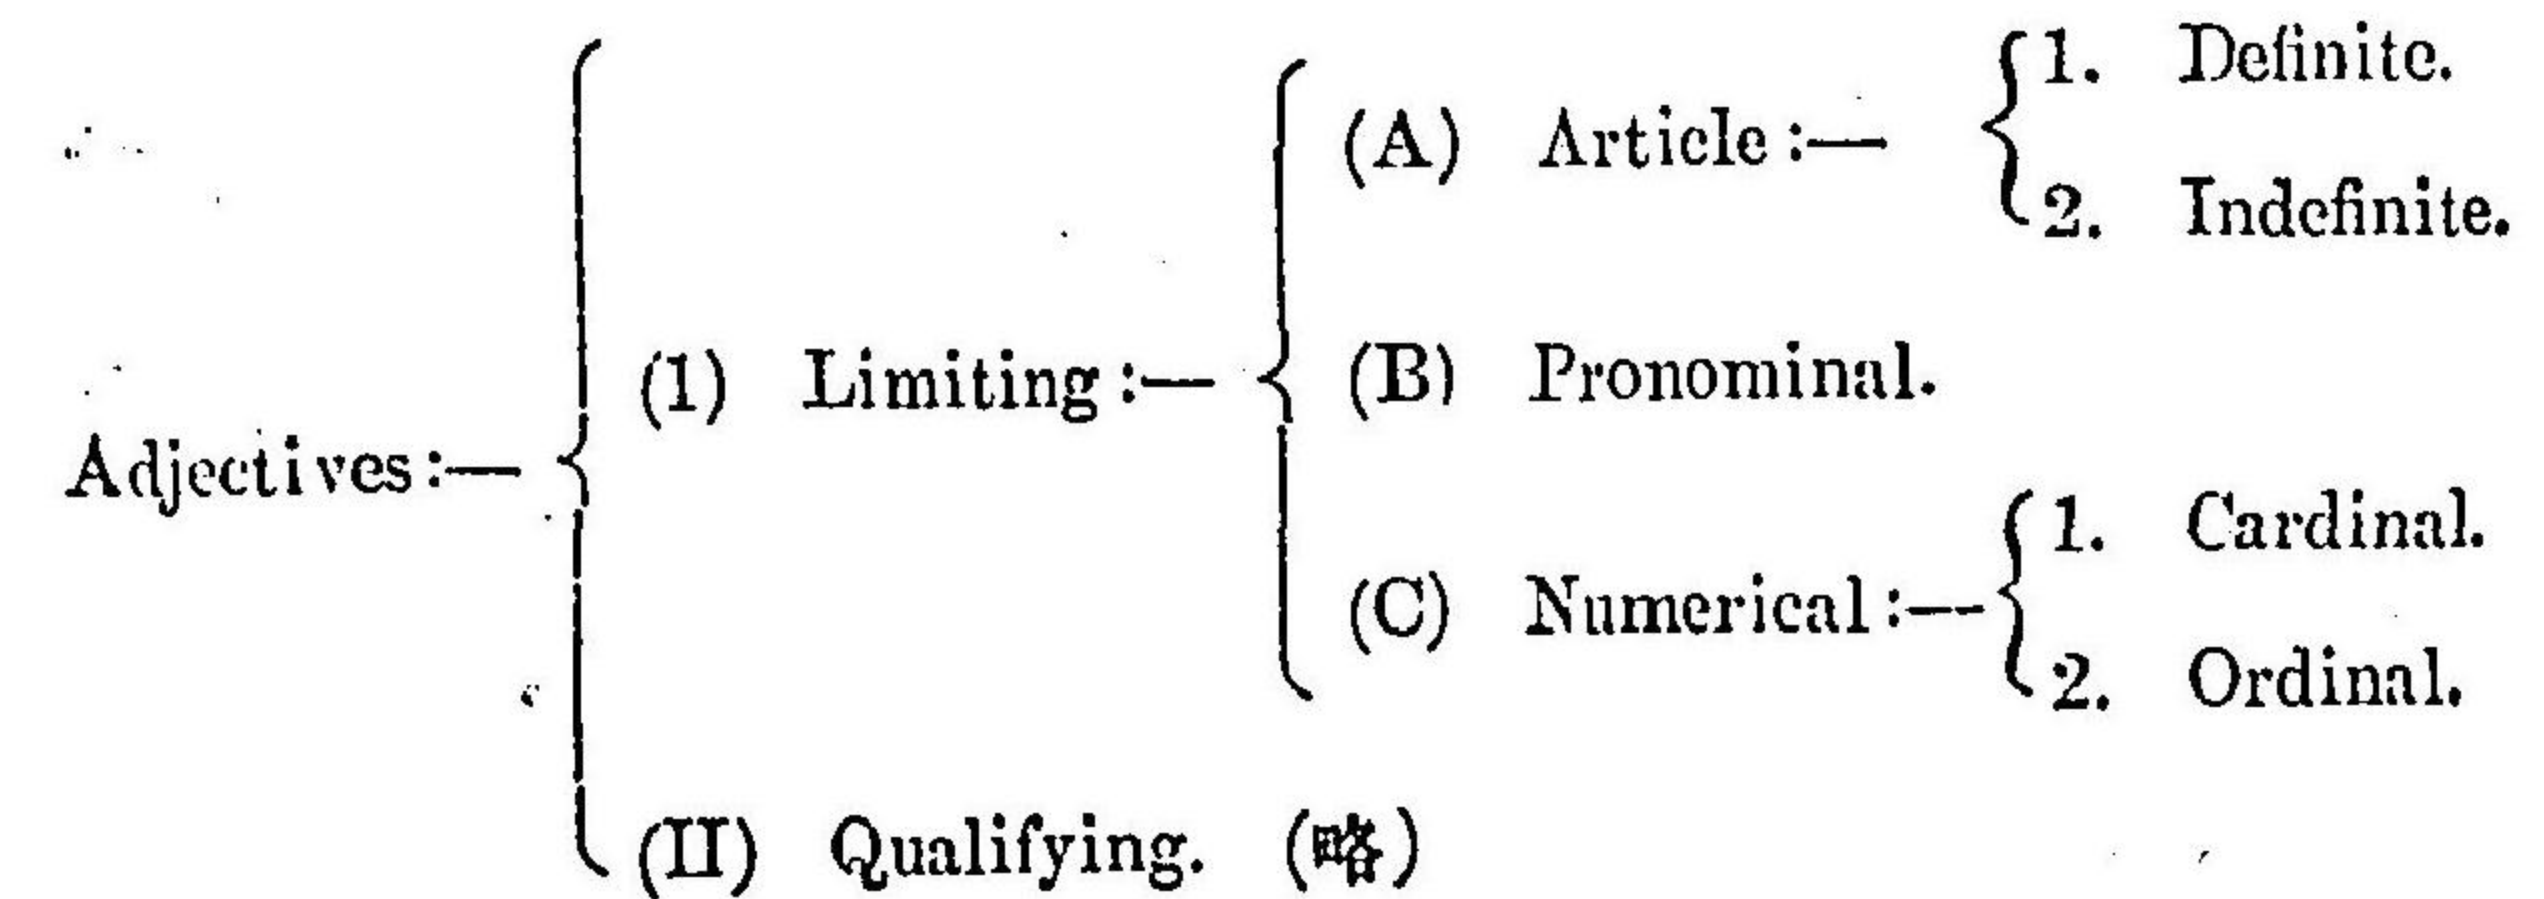 Adjectives:—
(1) Limiting:—
(A) Article:—
1. Definite.
2. Indefinite.
(B) Pronominal.
(C) Numerical:—
1. Cardinal.
2. Ordinal.
(II) Qualifying. (略)